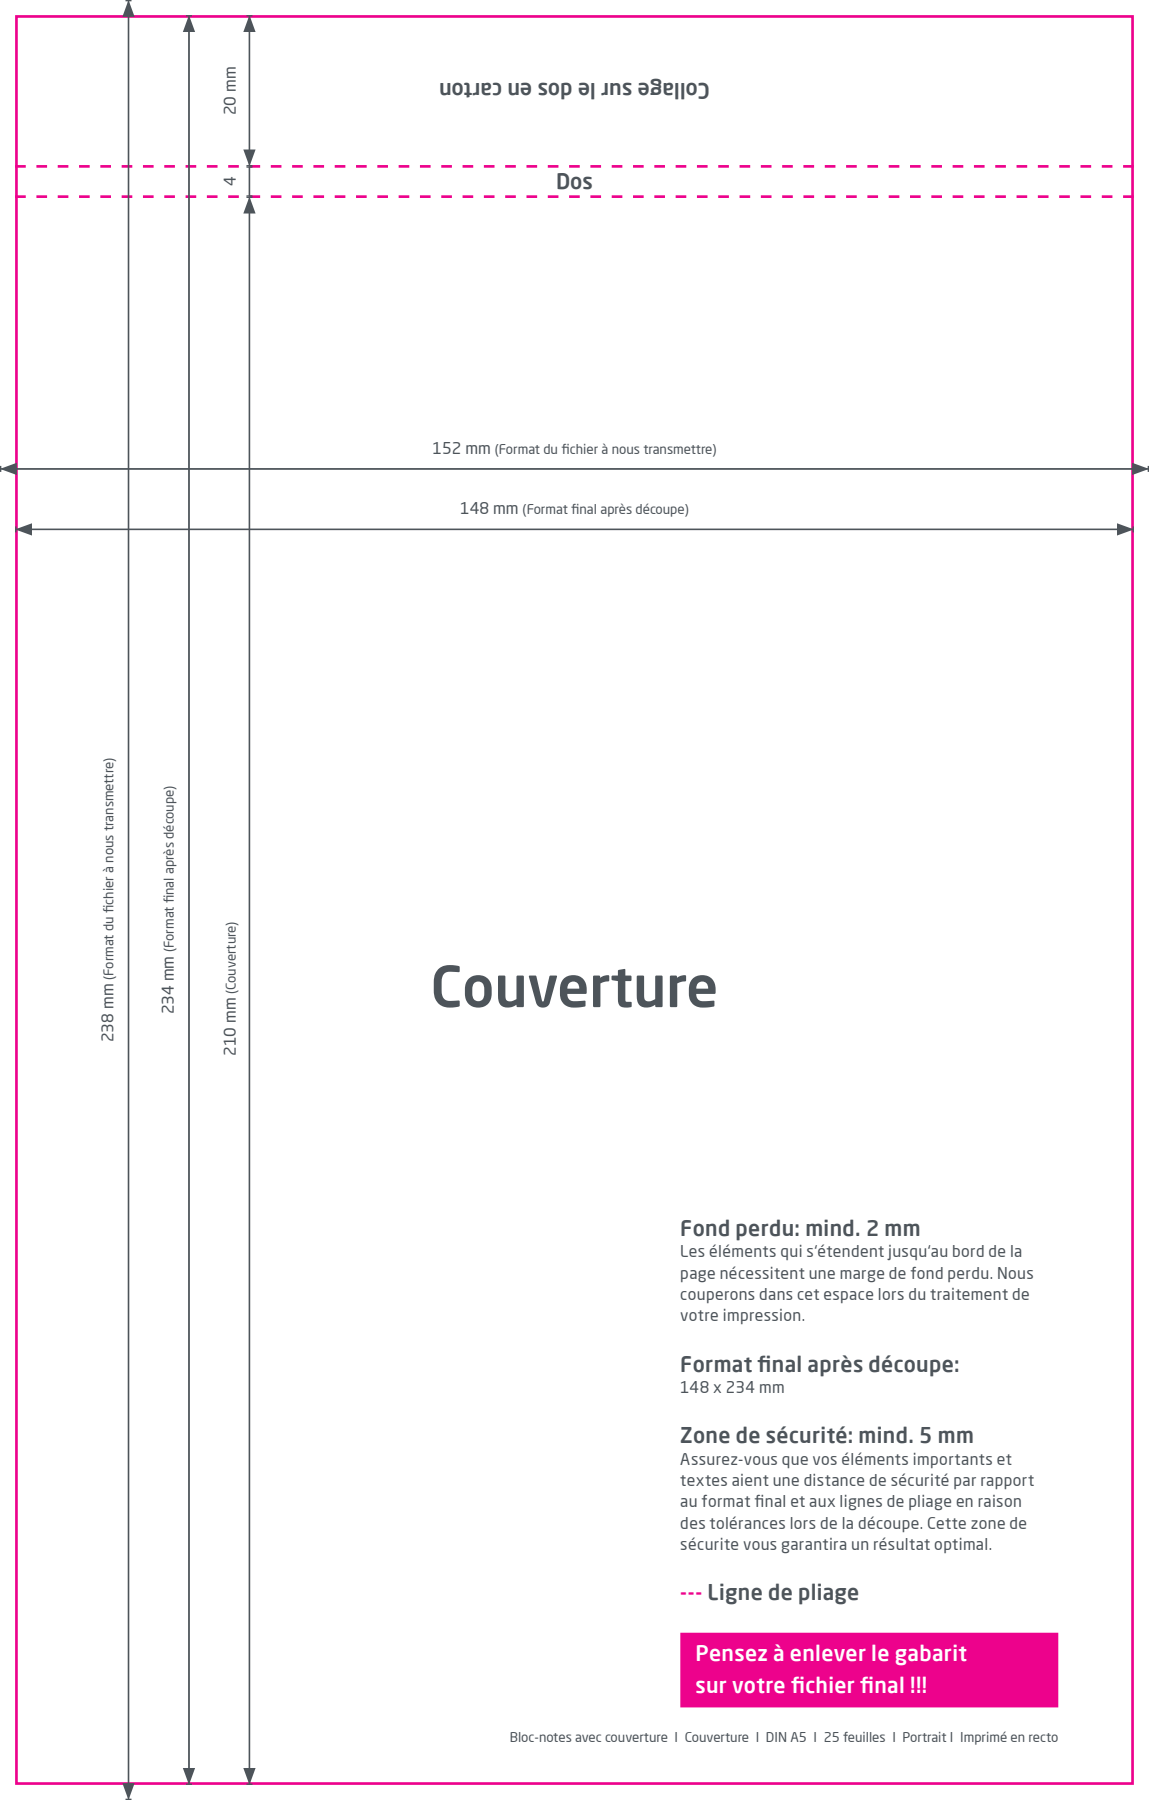 Collage sur le dos en carton
20 mm
4
Dos
152 mm (Format du fichier à nous transmettre)
148 mm (Format final après découpe)
238 mm (Format du fichier à nous transmettre)
234 mm (Format final après découpe)
210 mm (Couverture)
Couverture
Fond perdu: mind. 2 mm
Les éléments qui s‘étendent jusqu‘au bord de la
page nécessitent une marge de fond perdu. Nous
couperons dans cet espace lors du traitement de
votre impression.
Format final après découpe:
148 x 234 mm
Zone de sécurité: mind. 5 mm
Assurez-vous que vos éléments importants et
textes aient une distance de sécurité par rapport
au format final et aux lignes de pliage en raison
des tolérances lors de la découpe. Cette zone de
sécurite vous garantira un résultat optimal.
--- Ligne de pliage
Pensez à enlever le gabarit
sur votre fichier final !!!
Bloc-notes avec couverture I Couverture I DIN A5 I 25 feuilles I Portrait I Imprimé en recto